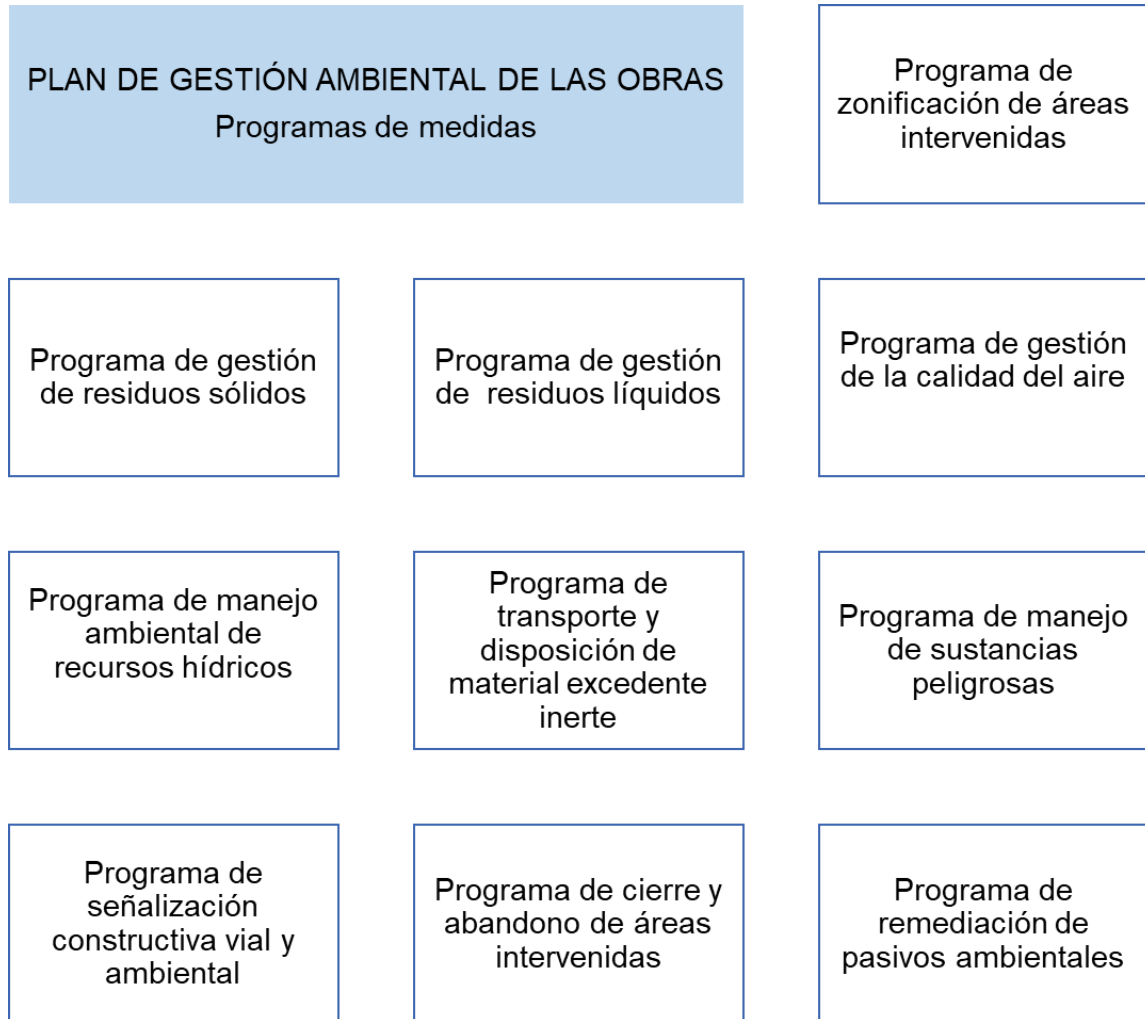 PLAN DE GESTIÓN AMBIENTAL DE LAS OBRAS
Programas de medidas
Programa de
zonificación de áreas
intervenidas
Programa de gestión
de residuos sólidos
Programa de gestión
de residuos líquidos
Programa de gestión
de la calidad del aire
Programa de manejo
ambiental de
recursos hídricos
Programa de
transporte y
disposición de
material excedente
inerte
Programa de manejo
de sustancias
peligrosas
Programa de
señalización
constructiva vial y
ambiental
Programa de cierre y
abandono de áreas
intervenidas
Programa de
remediación de
pasivos ambientales